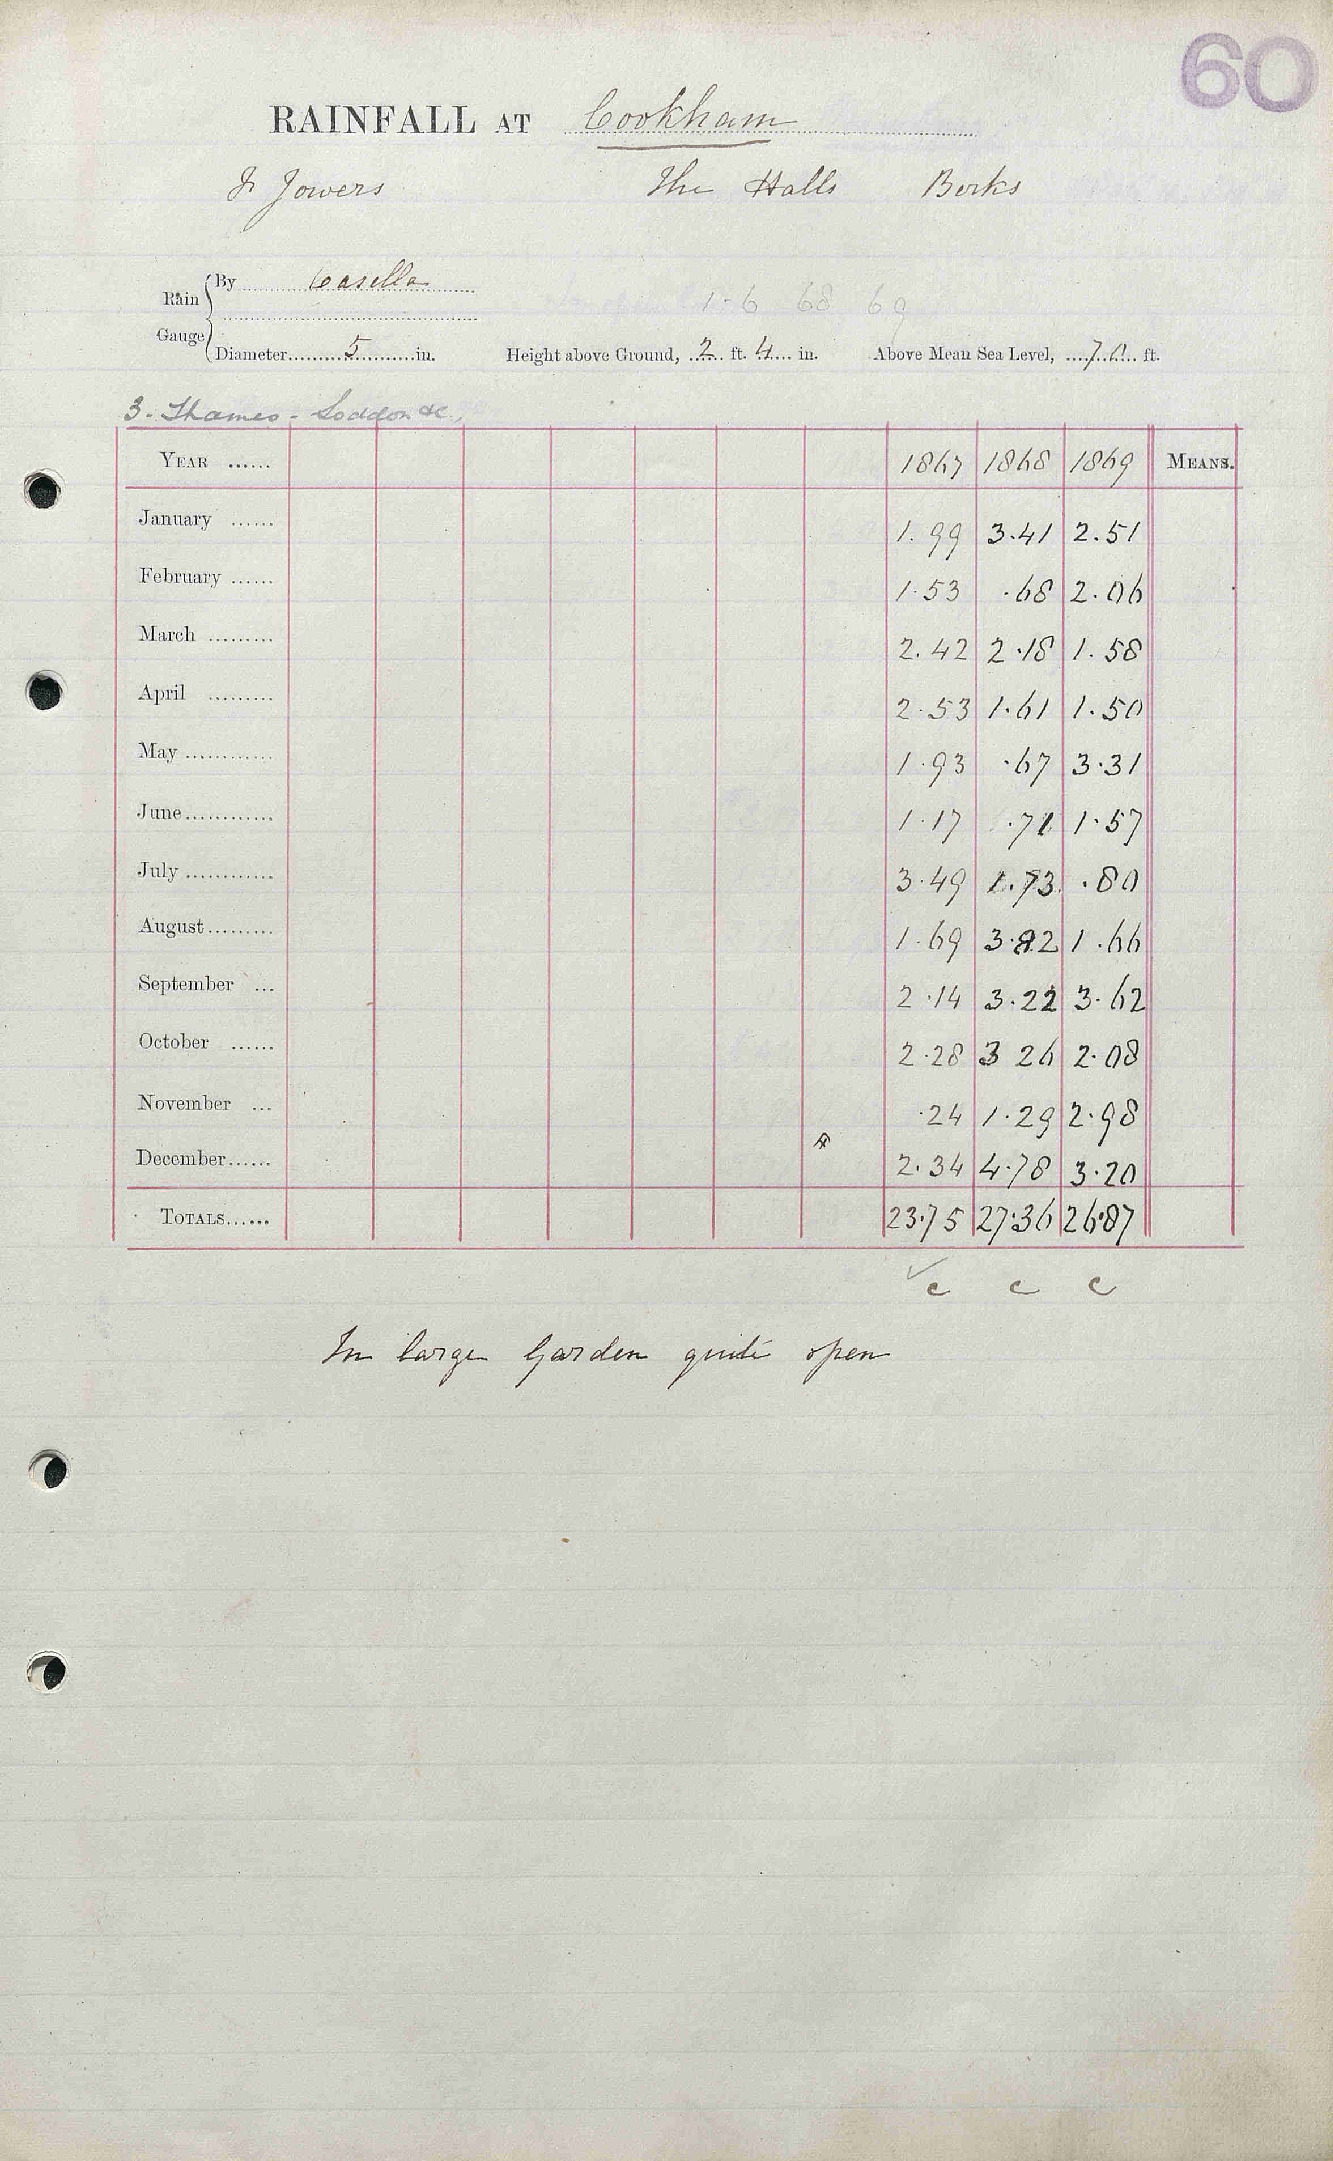 60
RAINFALL AT Cookham
Jowers The Halls Berks
Rain Gauge
By Casella
1-6 68 69
Diameter.........5..........in. Height above Ground, 2 ft. 4 in. Above Mean Sea Level, 70 ft.
3. Thames - Loddon &c.
YEAR ...... 1867 1868 1869 MEANS.
January ...... 1.99 3.41 2.51
February ...... 1.53 .68 2.06
March ......... 2.42 2.18 1.58
April ......... 2.53 1.61 1.50
May ............ 1.93 .67 3.31
June............ 1.17 .71 1.57
July ............ 3.49 1.73 .80
August......... 1.69 3.82 1.66
September ... 2.14 3.22 3.62
October ...... 2.28 3 26 2.08
November ... .24 1.29 2.98
December...... 2.34 4.78 3.20
TOTALS...... 23.75 27.36 26.87
c c c
In large Garden quite open